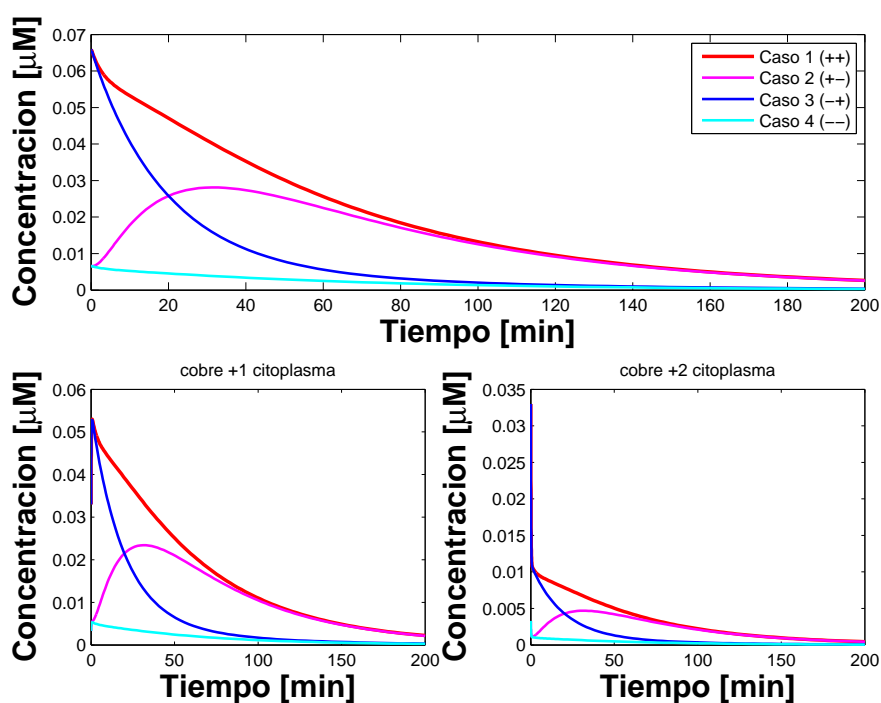 0.07
0.06
0.05
0.04
0.03
0.02
0.01
0
Concentracion [µM]
Caso 1 (++)
Caso 2 (+−)
Caso 3 (−+)
Caso 4 (−−)
0 20 40 60 80 100 120 140 160 180 200
Tiempo [min]
cobre +1 citoplasma
0.06
0.05
0.04
0.03
0.02
0.01
0
Concentracion [µM]
0 50 100 150 200
Tiempo [min]
cobre +2 citoplasma
0.035
0.03
0.025
0.02
0.015
0.01
0.005
0
Concentracion [µM]
0 50 100 150 200
Tiempo [min]